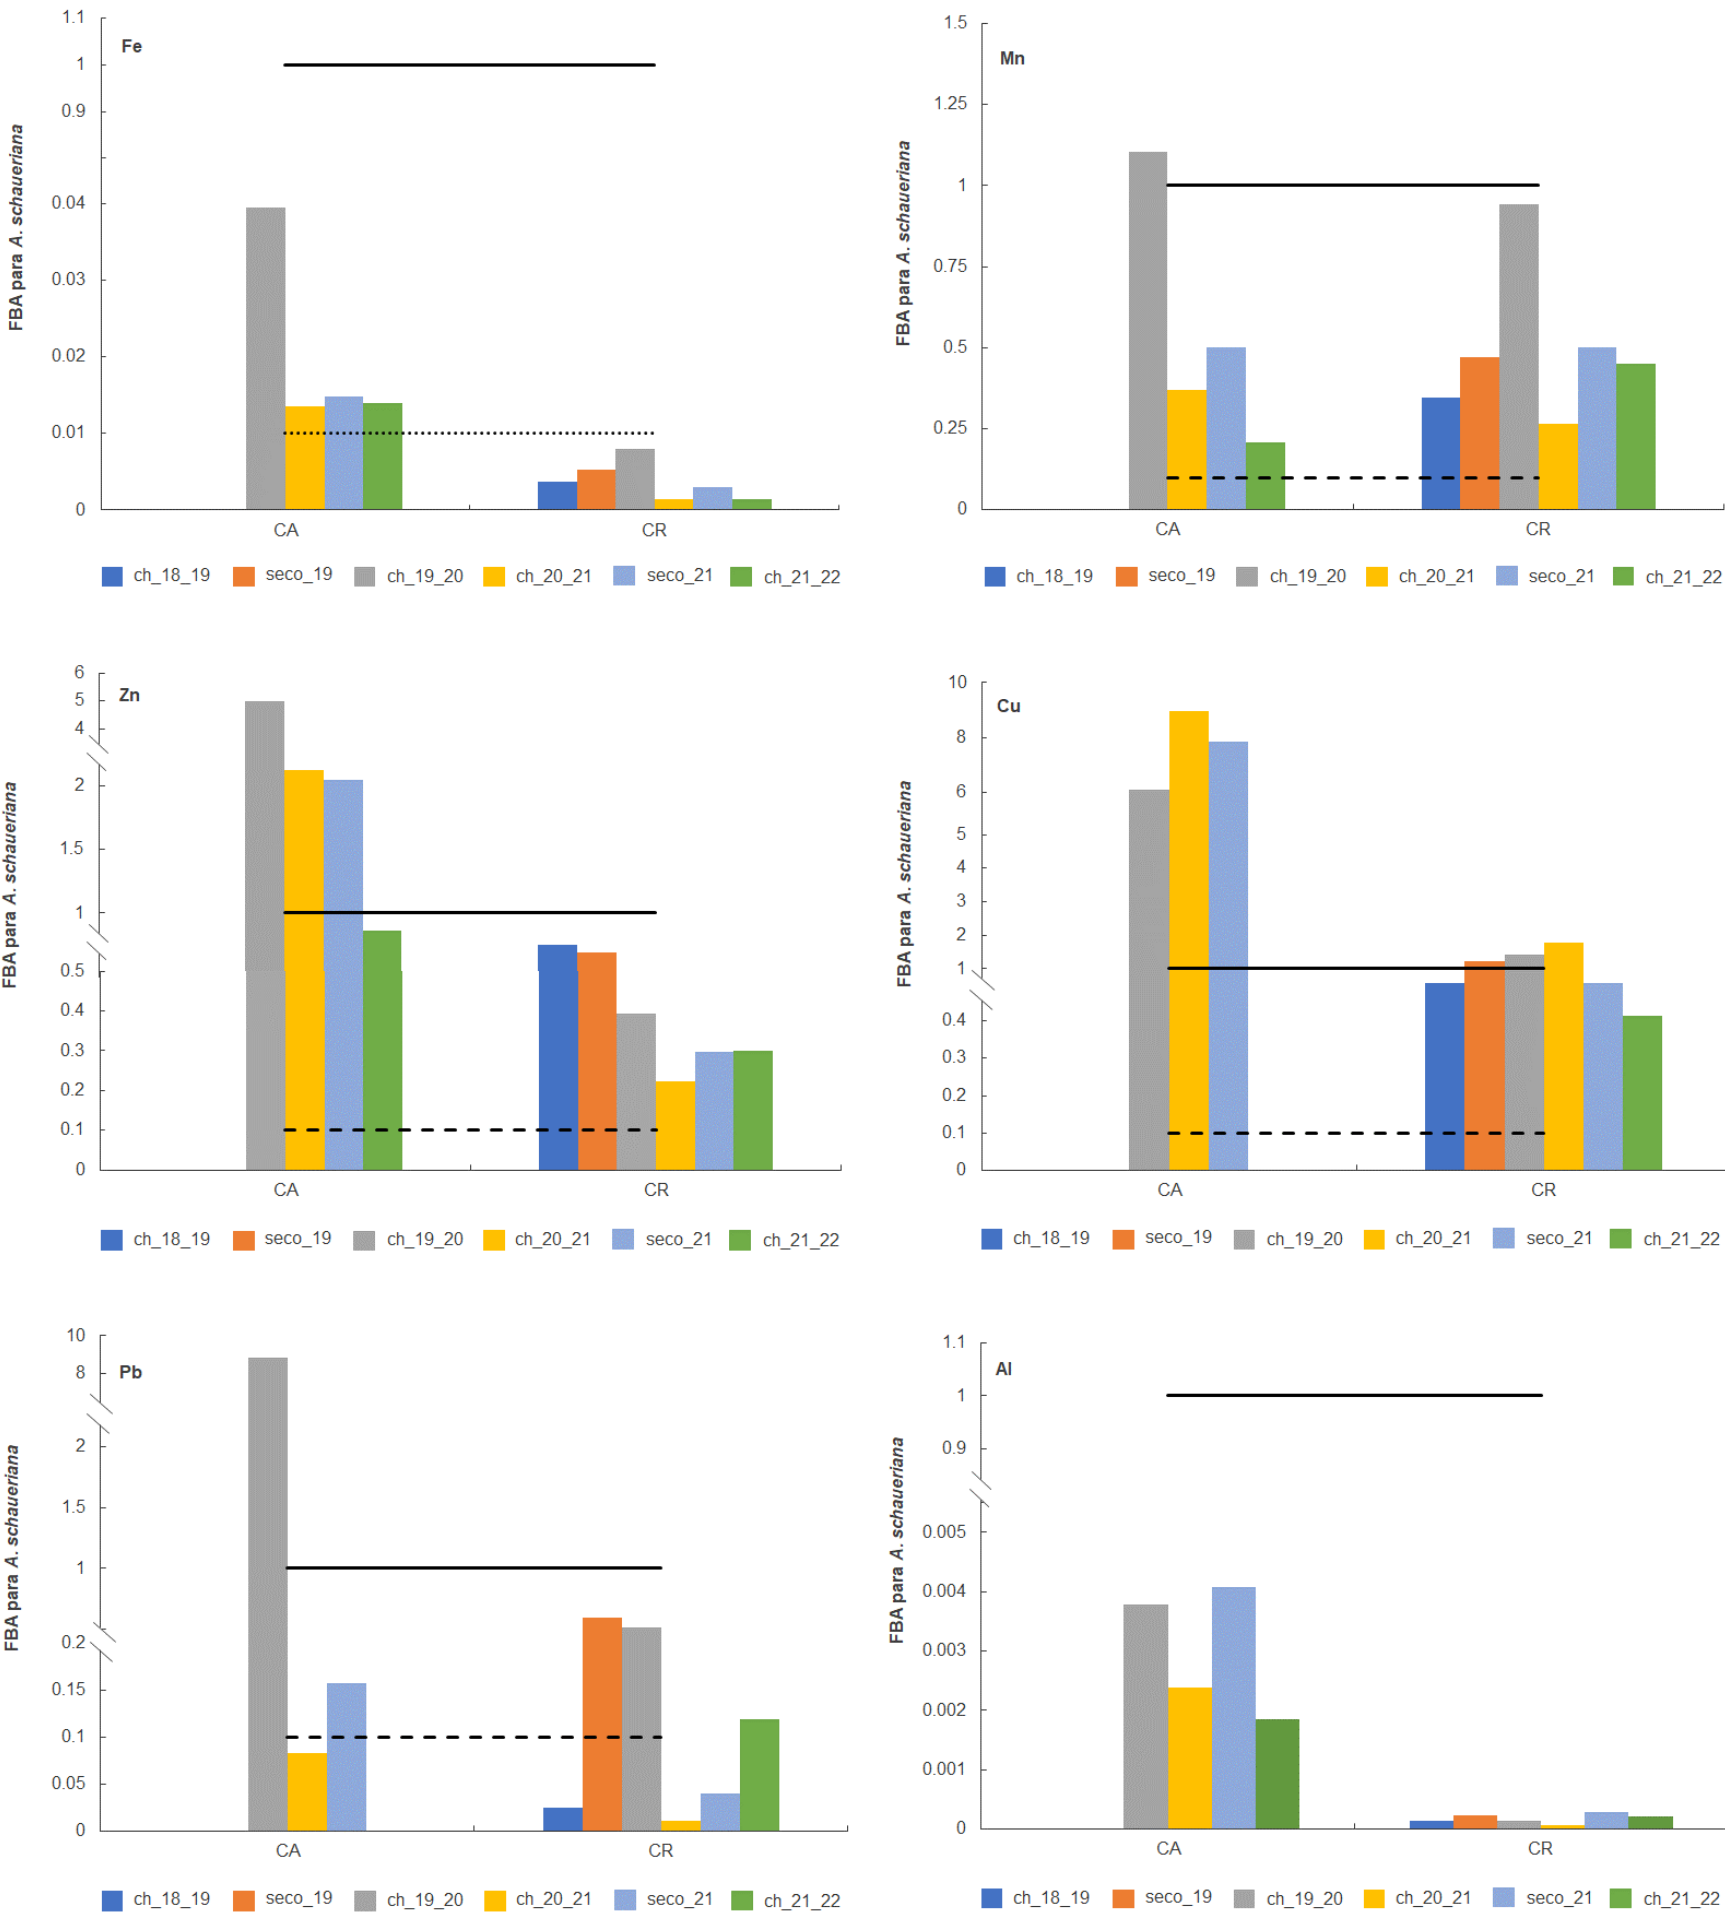 Fe
FBA para A. schaueriana
1.1
1
0.9
0.04
0.03
0.02
0.01
0
CA CR
ch_18_19 seco_19 ch_19_20 ch_20_21 seco_21 ch_21_22
Mn
FBA para A. schaueriana
1.5
1.25
1
0.75
0.5
0.25
0
CA CR
ch_18_19 seco_19 ch_19_20 ch_20_21 seco_21 ch_21_22
Zn
FBA para A. schaueriana
6
5
4
2
1.5
1
0.5
0.4
0.3
0.2
0.1
0
CA CR
ch_18_19 seco_19 ch_19_20 ch_20_21 seco_21 ch_21_22
Cu
FBA para A. schaueriana
10
8
6
5
4
3
2
1
0.4
0.3
0.2
0.1
0
CA CR
ch_18_19 seco_19 ch_19_20 ch_20_21 seco_21 ch_21_22
Pb
FBA para A. schaueriana
10
8
2
1.5
1
0.2
0.15
0.1
0.05
0
CA CR
ch_18_19 seco_19 ch_19_20 ch_20_21 seco_21 ch_21_22
Al
FBA para A. schaueriana
1.1
1
0.9
0.005
0.004
0.003
0.002
0.001
0
CA CR
ch_18_19 seco_19 ch_19_20 ch_20_21 seco_21 ch_21_22